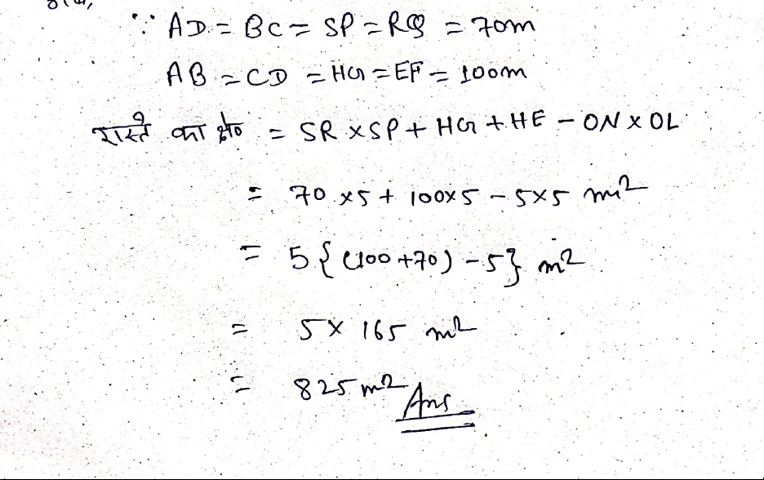 ∵ AD = BC = SP = RQ = 70m
AB = CD = HG = EF = 100m
रास्ते का क्षे० = SR × SP + HG + HE - ON × OL
= 70 × 5 + 100×5 - 5×5 m²
= 5 { (100+70) - 5 } m²
= 5 × 165 m²
= 825 m² Ans